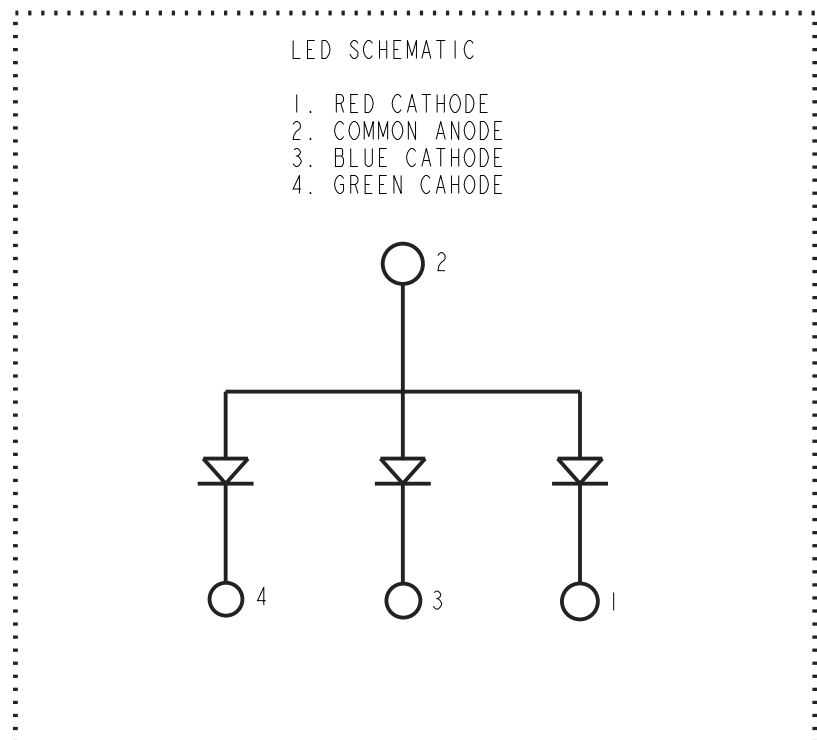 LED SCHEMATIC
1. RED CATHODE
2. COMMON ANODE
3. BLUE CATHODE
4. GREEN CAHODE
2
4
3
1